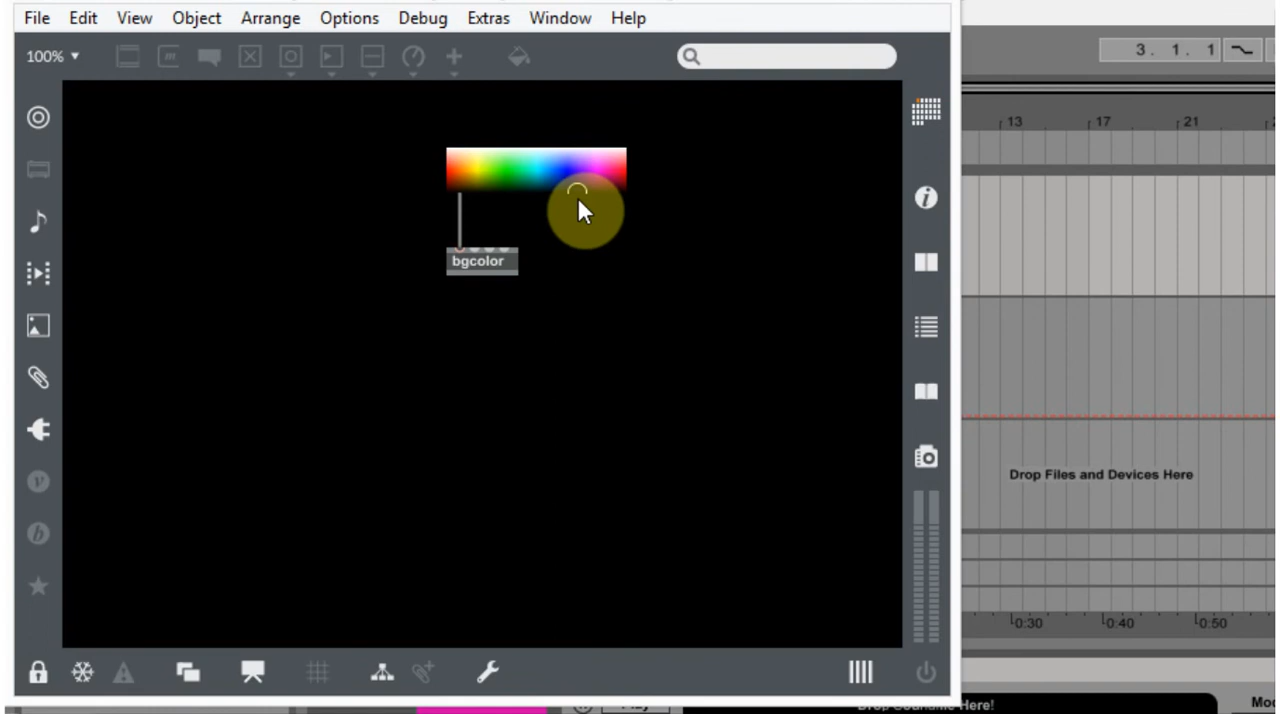 File Edit View Object Arrange Options Debug Extras Window Help
100%
3. 1. 1
13 17 21
bgcolor
Drop Files and Devices Here
0:30 0:40 0:50
Here!